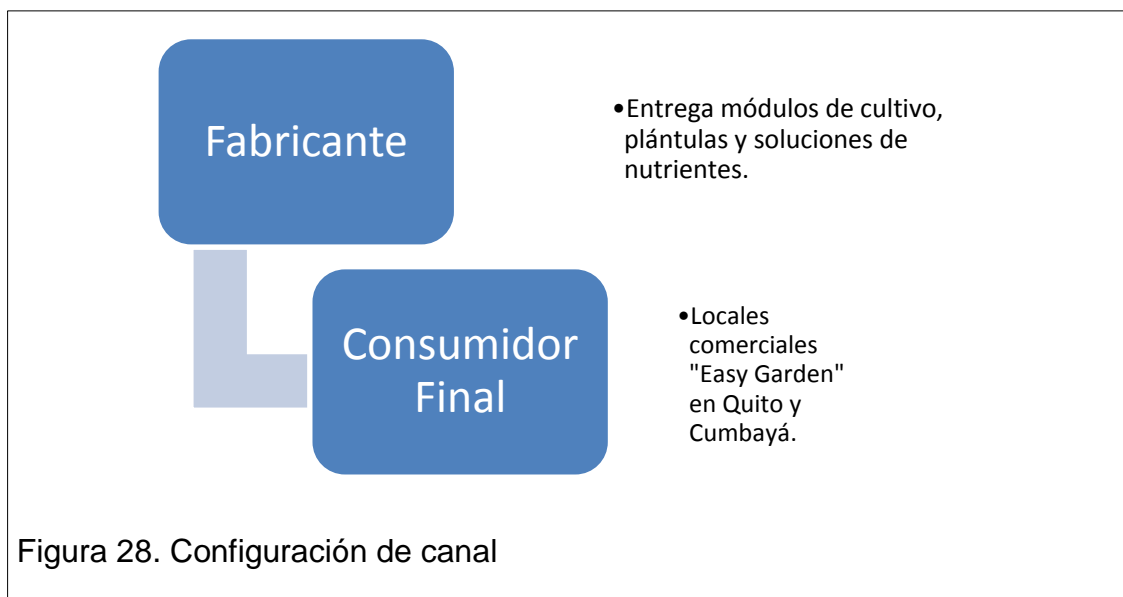 Fabricante
•Entrega módulos de cultivo,
plántulas y soluciones de
nutrientes.
Consumidor
Final
•Locales
comerciales
"Easy Garden"
en Quito y
Cumbayá.
Figura 28. Configuración de canal